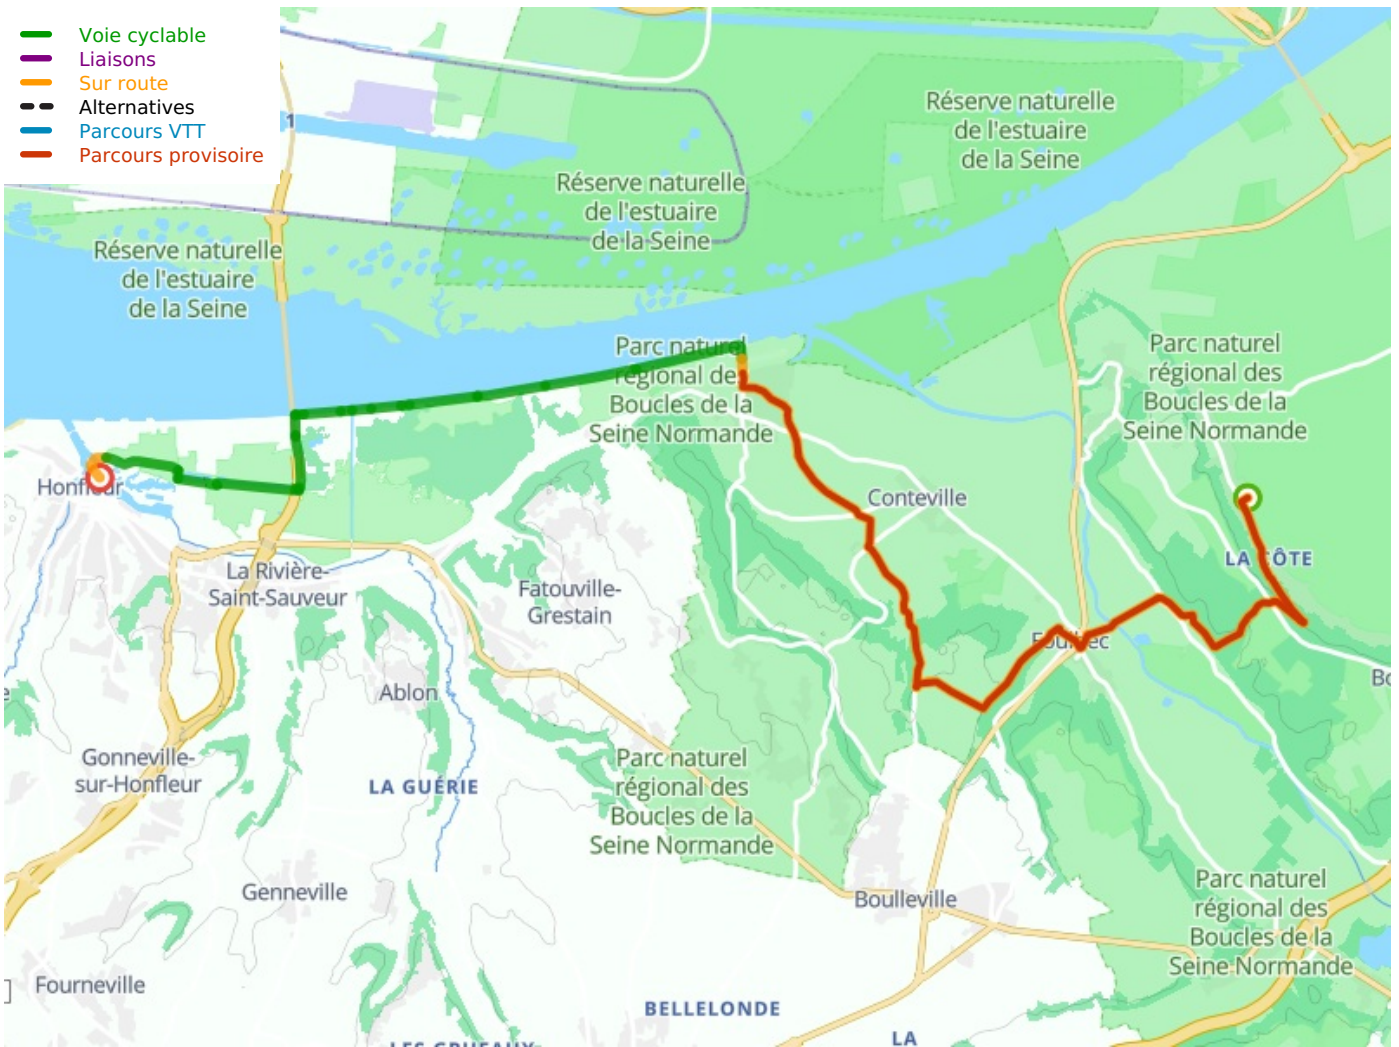 Voie cyclable
Liaisons
Sur route
Alternatives
Parcours VTT
Parcours provisoire
1
Réserve naturelle
de l'estuaire
de la Seine
Réserve naturelle
de l'estuaire
de la Seine
Réserve naturelle
de l'estuaire
de la Seine
Parc naturel
régional des
Boucles de la
Seine Normande
Parc naturel
régional des
Boucles de la
Seine Normande
Honfleur
Conteville
LA CÔTE
La Rivière-
Saint-Sauveur
Fatouville-
Grestain
Foulbec
Ablon
Bo
Gonneville-
sur-Honfleur
LA GUÉRIE
Parc naturel
régional des
Boucles de la
Seine Normande
Genneville
Boulleville
Parc naturel
régional des
Boucles de la
Seine Normande
Fourneville
BELLELONDE
LA